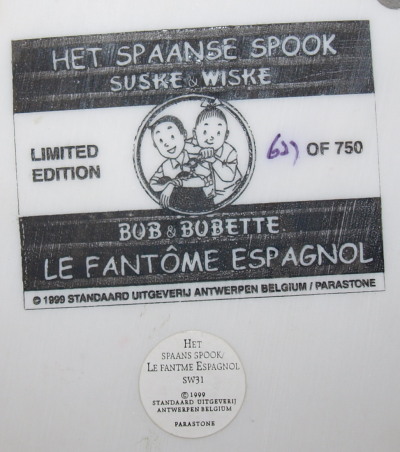 HET SPAANSE SPOOK
SUSKE & WISKE
LIMITED
EDITION
OF 750
BOB & BOBETTE
LE FANTÔME ESPAGNOL
© 1999 STANDAARD UITGEVERIJ ANTWERPEN BELGIUM / PARASTONE
HET
SPAANS SPOOK/
LE FANTME ESPAGNOL
SW31
©1999
STANDAARD UITGEVERIJ
ANTWERPEN BELGIUM
PARASTONE